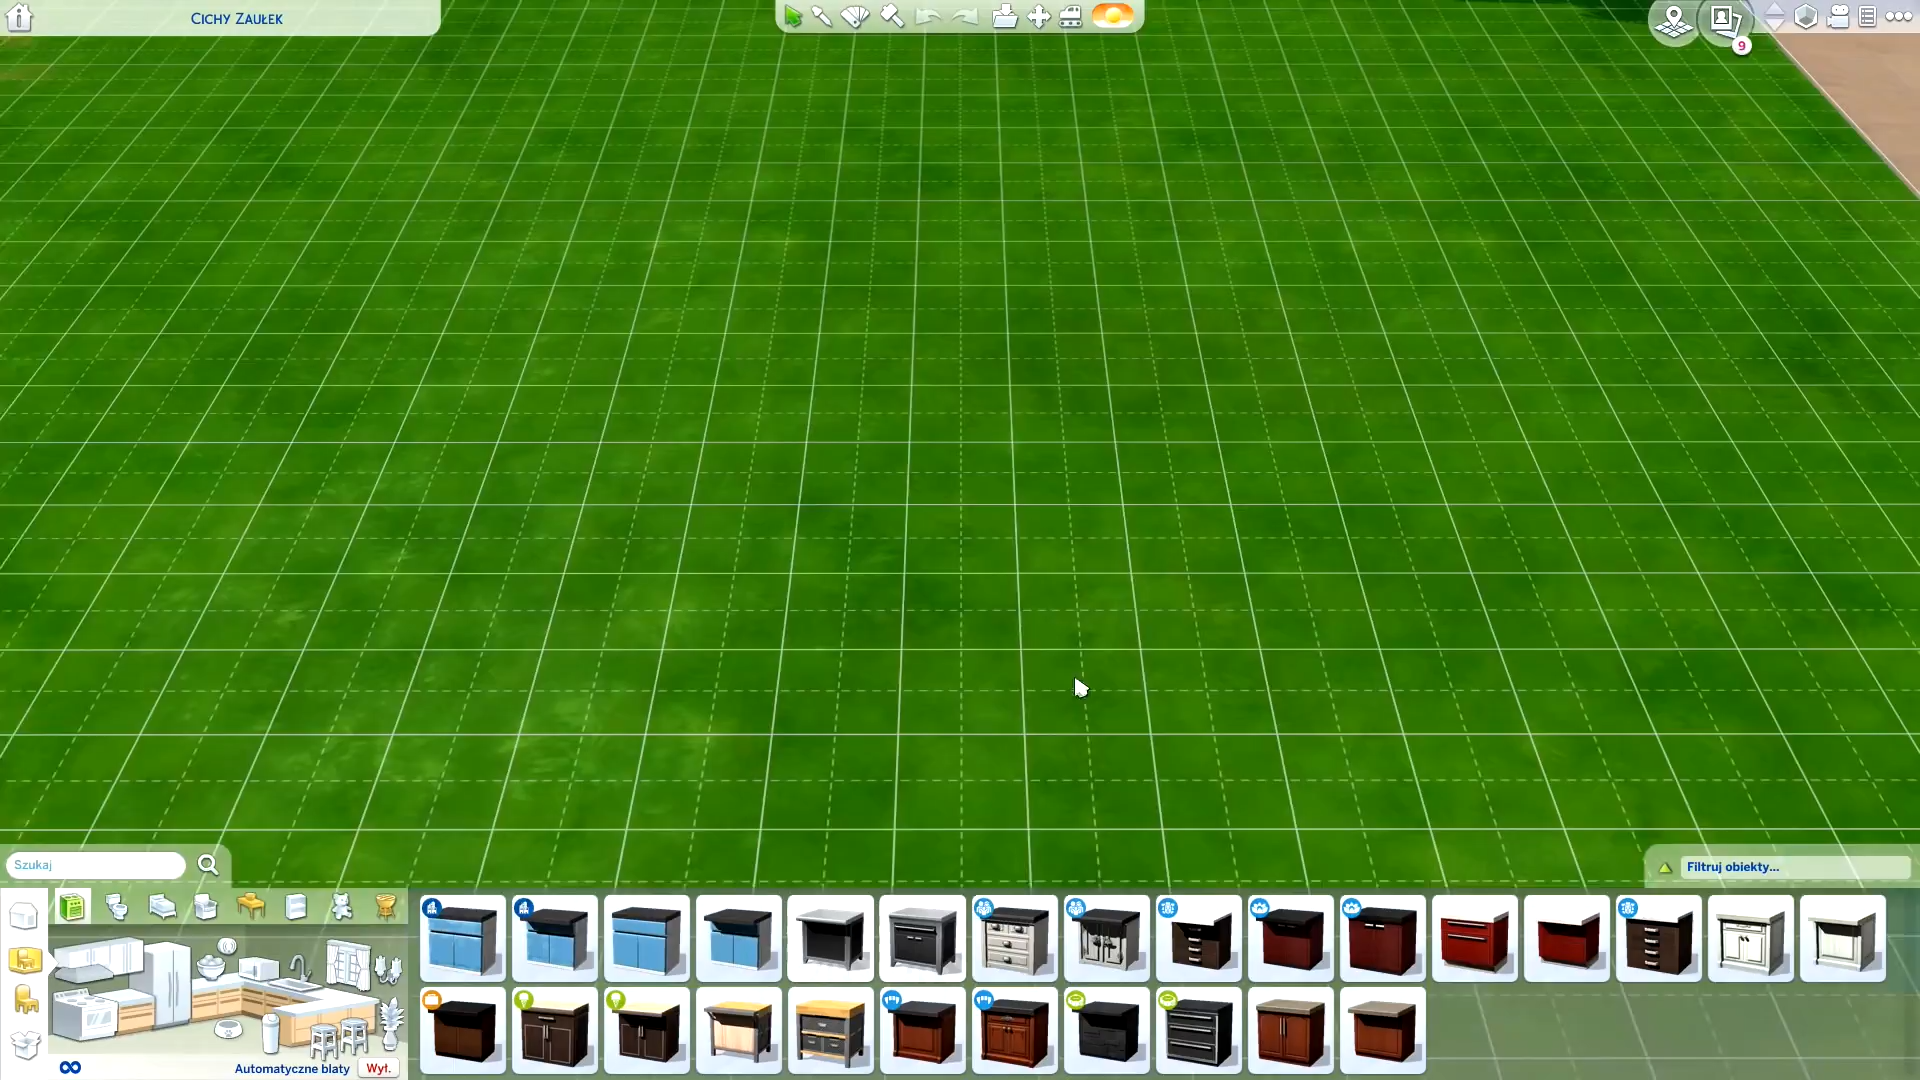 Cichy Zaułek
9
Szukaj
Filtruj obiekty...
Automatyczne blaty Wył.